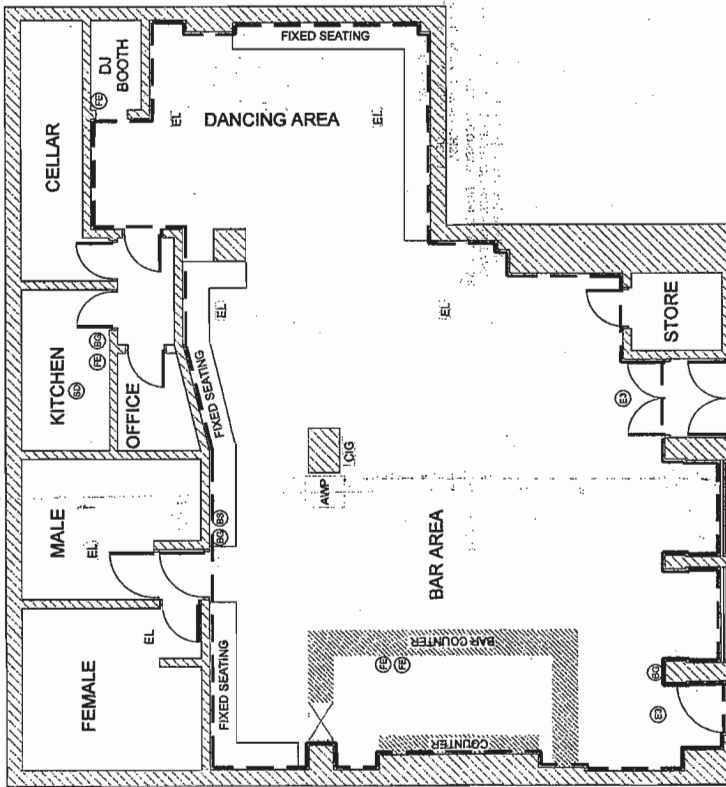 FIXED SEATING
DJ
BOOTH
FE
CELLAR
EL
DANCING AREA
EL
KITCHEN
SD
FE
BG
OFFICE
EL
EL
STORE
FIXED SEATING
E3
MALE
EL
BG
BS
AWP
CIG
BAR AREA
FEMALE
EL
FIXED SEATING
BAR COUNTER
FE
FE
COUNTER
BG
E3